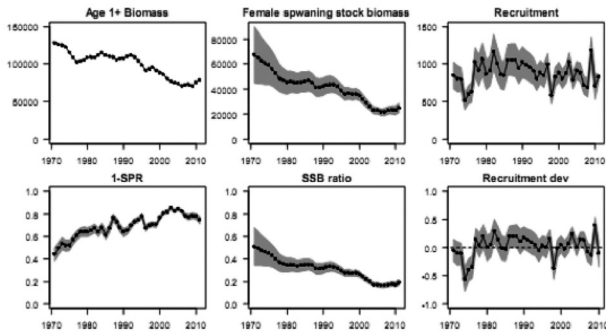 Age 1+ Biomass Female spwaning stock biomass Recruitment
150000 80000 1500
100000 60000 1000
50000 40000 500
20000
0 0 0
1970 1980 1990 2000 2010 1970 1980 1990 2000 2010 1970 1980 1990 2000 2010
1-SPR SSB ratio Recruitment dev
1.0 1.0 1.0
0.8 0.8 0.5
0.6 0.6 0.0
0.4 0.4 -0.5
0.2 0.2 -1.0
0.0 0.0
1970 1980 1990 2000 2010 1970 1980 1990 2000 2010 1970 1980 1990 2000 2010